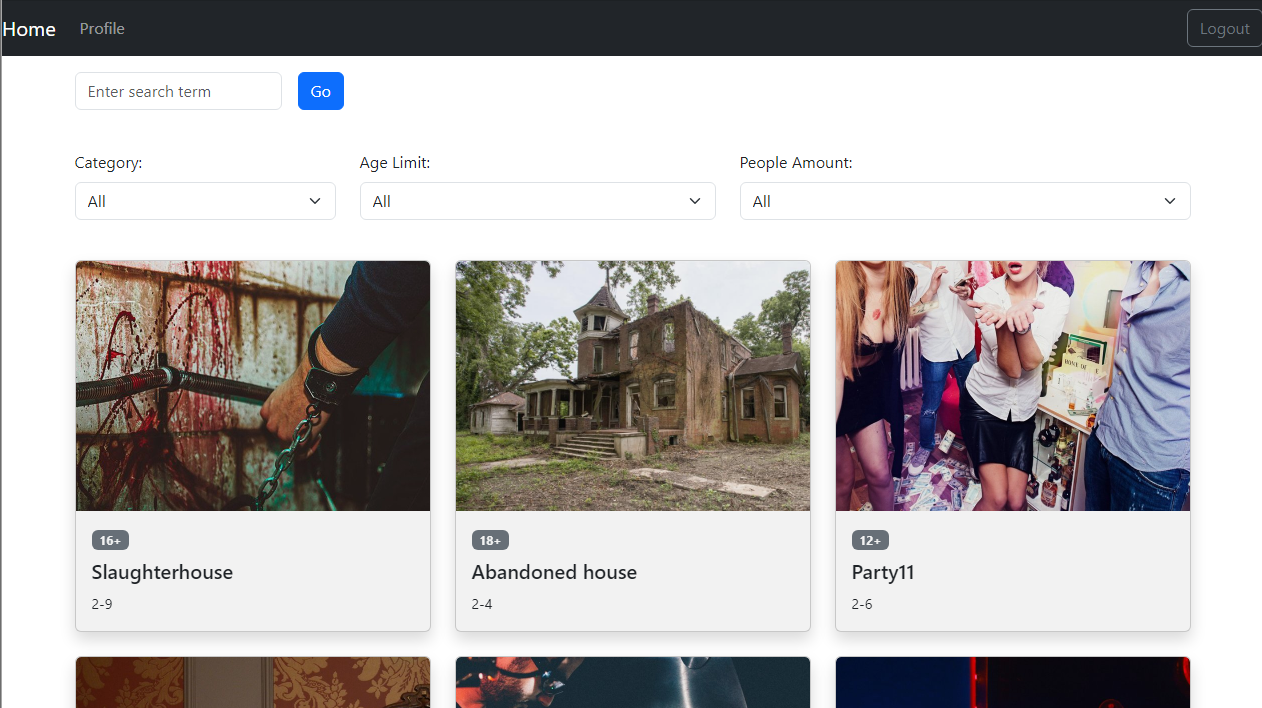 Home Profile Logout
Enter search term Go
Category: Age Limit: People Amount:
All All All
16+ 18+ 12+
Slaughterhouse Abandoned house Party11
2-9 2-4 2-6